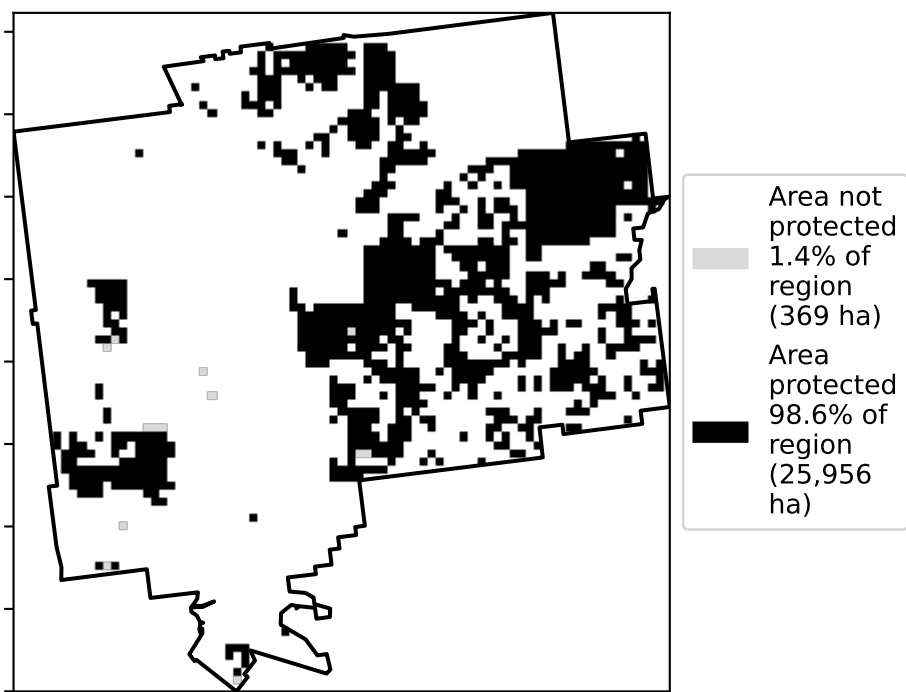 Area not
protected
1.4% of
region
(369 ha)
Area
protected
98.6% of
region
(25,956
ha)